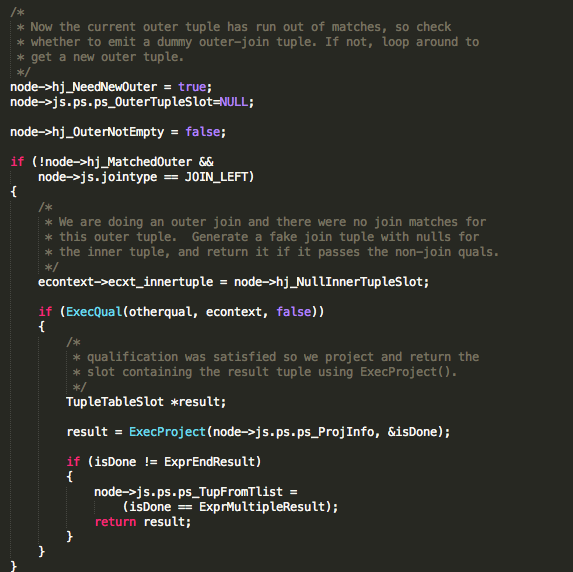 /*
 * Now the current outer tuple has run out of matches, so check
 * whether to emit a dummy outer-join tuple. If not, loop around to
 * get a new outer tuple.
 */
node->hj_NeedNewOuter = true;
node->js.ps.ps_OuterTupleSlot=NULL;

node->hj_OuterNotEmpty = false;

if (!node->hj_MatchedOuter &&
    node->js.jointype == JOIN_LEFT)
{
    /*
     * We are doing an outer join and there were no join matches for
     * this outer tuple.  Generate a fake join tuple with nulls for
     * the inner tuple, and return it if it passes the non-join quals.
     */
    econtext->ecxt_innertuple = node->hj_NullInnerTupleSlot;

    if (ExecQual(otherqual, econtext, false))
    {
        /*
         * qualification was satisfied so we project and return the
         * slot containing the result tuple using ExecProject().
         */
        TupleTableSlot *result;

        result = ExecProject(node->js.ps.ps_ProjInfo, &isDone);

        if (isDone != ExprEndResult)
        {
            node->js.ps.ps_TupFromTlist =
                (isDone == ExprMultipleResult);
            return result;
        }
    }
}